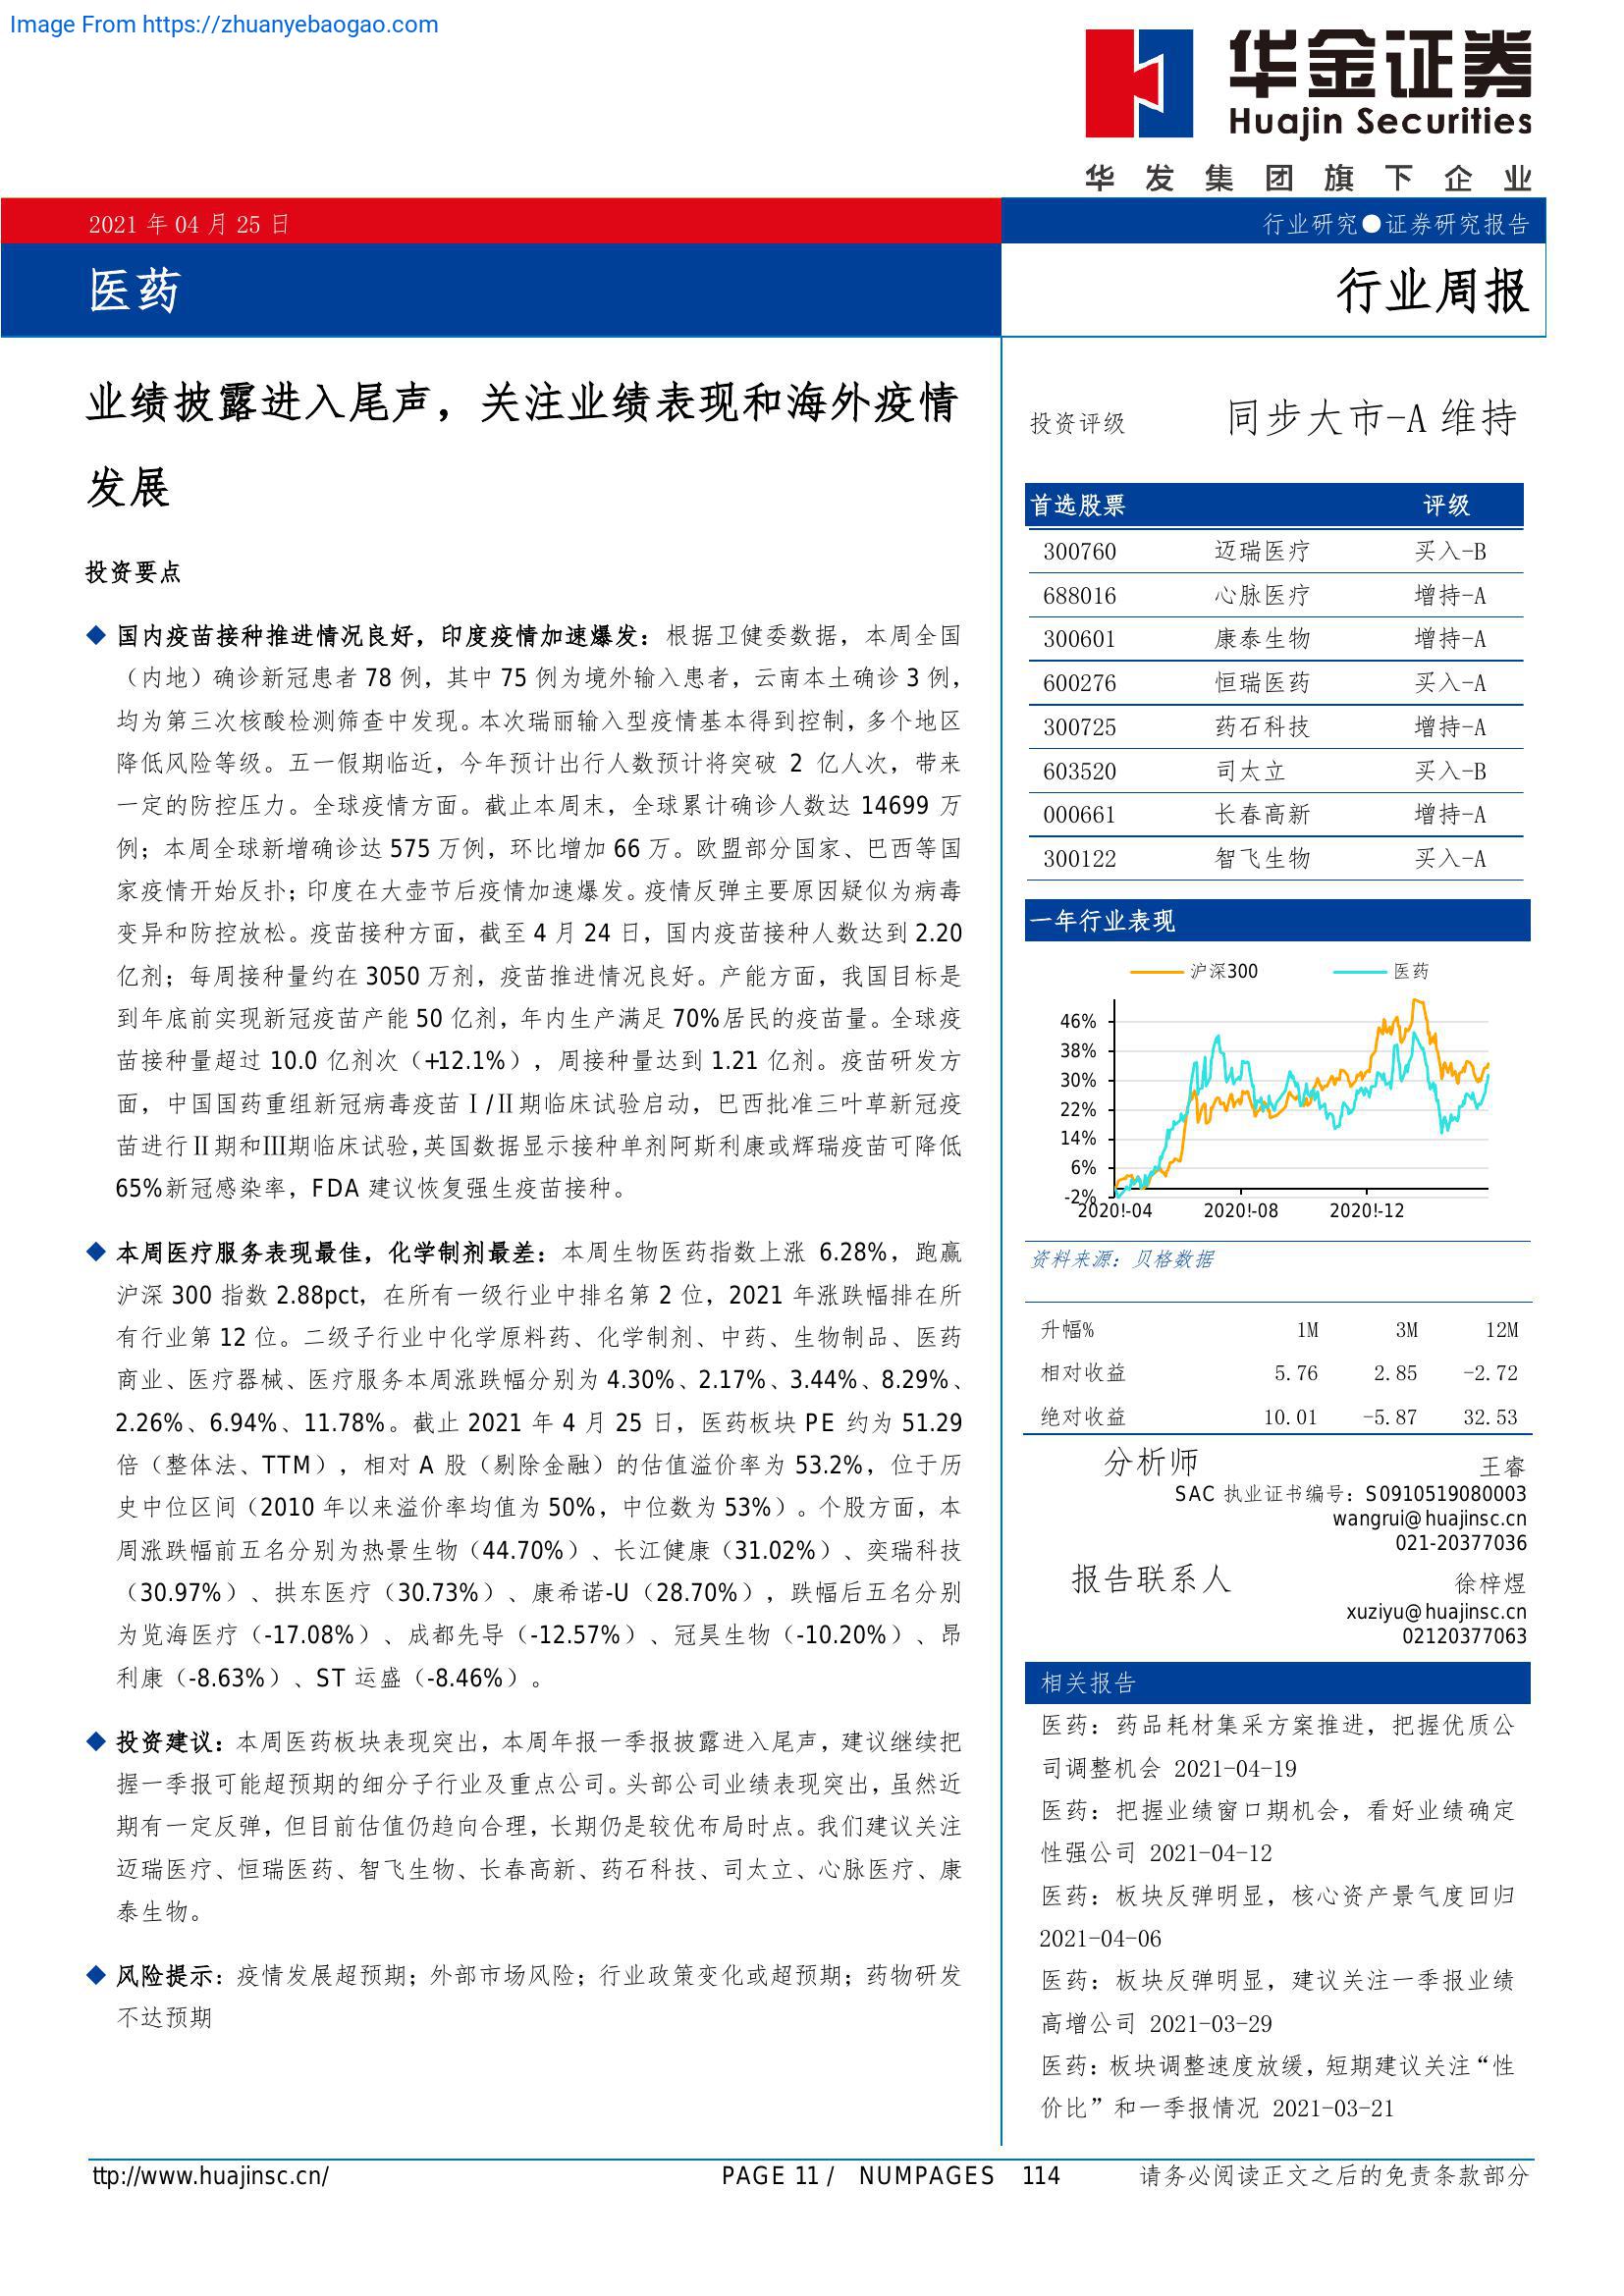 Image From https://zhuanyebaogao.com
华金证券
Huajin Securities
华发集团旗下企业
2021 年 04 月 25 日
行业研究●证券研究报告
医药
行业周报
业绩披露进入尾声，关注业绩表现和海外疫情
发展
投资要点
◆ 国内疫苗接种推进情况良好，印度疫情加速爆发：根据卫健委数据，本周全国
（内地）确诊新冠患者 78 例，其中 75 例为境外输入患者，云南本土确诊 3 例，
均为第三次核酸检测筛查中发现。本次瑞丽输入型疫情基本得到控制，多个地区
降低风险等级。五一假期临近，今年预计出行人数预计将突破 2 亿人次，带来
一定的防控压力。全球疫情方面。截止本周末，全球累计确诊人数达 14699 万
例；本周全球新增确诊达 575 万例，环比增加 66 万。欧盟部分国家、巴西等国
家疫情开始反扑；印度在大壶节后疫情加速爆发。疫情反弹主要原因疑似为病毒
变异和防控放松。疫苗接种方面，截至 4 月 24 日，国内疫苗接种人数达到 2.20
亿剂；每周接种量约在 3050 万剂，疫苗推进情况良好。产能方面，我国目标是
到年底前实现新冠疫苗产能 50 亿剂，年内生产满足 70%居民的疫苗量。全球疫
苗接种量超过 10.0 亿剂次（+12.1%），周接种量达到 1.21 亿剂。疫苗研发方
面，中国国药重组新冠病毒疫苗Ⅰ/Ⅱ期临床试验启动，巴西批准三叶草新冠疫
苗进行Ⅱ期和Ⅲ期临床试验，英国数据显示接种单剂阿斯利康或辉瑞疫苗可降低
65%新冠感染率，FDA 建议恢复强生疫苗接种。
◆ 本周医疗服务表现最佳，化学制剂最差：本周生物医药指数上涨 6.28%，跑赢
沪深 300 指数 2.88pct，在所有一级行业中排名第 2 位，2021 年涨跌幅排在所
有行业第 12 位。二级子行业中化学原料药、化学制剂、中药、生物制品、医药
商业、医疗器械、医疗服务本周涨跌幅分别为 4.30%、2.17%、3.44%、8.29%、
2.26%、6.94%、11.78%。截止 2021 年 4 月 25 日，医药板块 PE 约为 51.29
倍（整体法、TTM），相对 A 股（剔除金融）的估值溢价率为 53.2%，位于历
史中位区间（2010 年以来溢价率均值为 50%，中位数为 53%）。个股方面，本
周涨跌幅前五名分别为热景生物（44.70%）、长江健康（31.02%）、奕瑞科技
（30.97%）、拱东医疗（30.73%）、康希诺-U（28.70%），跌幅后五名分别
为览海医疗（-17.08%）、成都先导（-12.57%）、冠昊生物（-10.20%）、昂
利康（-8.63%）、ST 运盛（-8.46%）。
◆ 投资建议：本周医药板块表现突出，本周年报一季报披露进入尾声，建议继续把
握一季报可能超预期的细分子行业及重点公司。头部公司业绩表现突出，虽然近
期有一定反弹，但目前估值仍趋向合理，长期仍是较优布局时点。我们建议关注
迈瑞医疗、恒瑞医药、智飞生物、长春高新、药石科技、司太立、心脉医疗、康
泰生物。
◆ 风险提示：疫情发展超预期；外部市场风险；行业政策变化或超预期；药物研发
不达预期
投资评级 同步大市-A 维持
首选股票 评级
300760 迈瑞医疗 买入-B
688016 心脉医疗 增持-A
300601 康泰生物 增持-A
600276 恒瑞医药 买入-A
300725 药石科技 增持-A
603520 司太立 买入-B
000661 长春高新 增持-A
300122 智飞生物 买入-A
一年行业表现
沪深300 医药
46%
38%
30%
22%
14%
6%
-2%
2020!-04 2020!-08 2020!-12
资料来源：贝格数据
升幅% 1M 3M 12M
相对收益 5.76 2.85 -2.72
绝对收益 10.01 -5.87 32.53
分析师 王睿
SAC 执业证书编号：S0910519080003
wangrui@huajinsc.cn
021-20377036
报告联系人 徐梓煜
xuziyu@huajinsc.cn
02120377063
相关报告
医药：药品耗材集采方案推进，把握优质公
司调整机会 2021-04-19
医药：把握业绩窗口期机会，看好业绩确定
性强公司 2021-04-12
医药：板块反弹明显，核心资产景气度回归
2021-04-06
医药：板块反弹明显，建议关注一季报业绩
高增公司 2021-03-29
医药：板块调整速度放缓，短期建议关注“性
价比”和一季报情况 2021-03-21
ttp://www.huajinsc.cn/ PAGE 11 / NUMPAGES 114 请务必阅读正文之后的免责条款部分